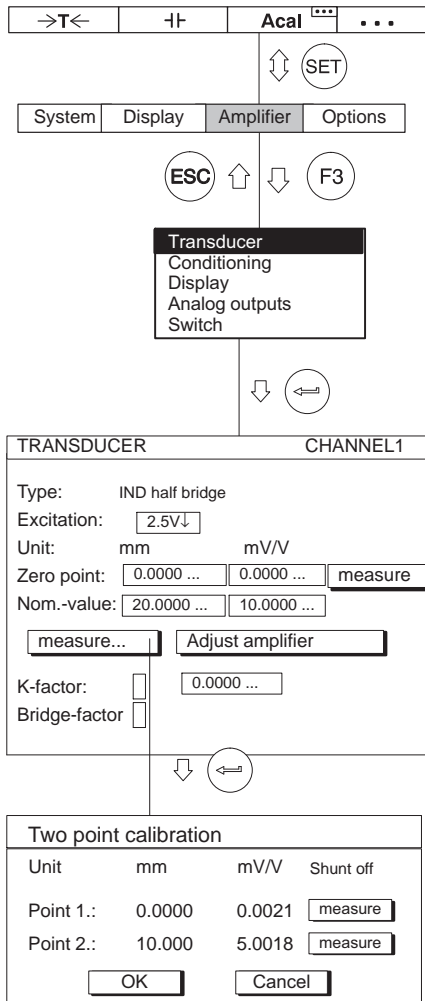 →T← ⊣⊢ Acal ...
SET
System Display Amplifier Options
ESC F3
Transducer
Conditioning
Display
Analog outputs
Switch
TRANSDUCER CHANNEL1
Type: IND half bridge
Excitation: 2.5V↓
Unit: mm mV/V
Zero point: 0.0000 ... 0.0000 ... measure
Nom.-value: 20.0000 ... 10.0000 ...
measure... Adjust amplifier
K-factor: 0.0000 ...
Bridge-factor
Two point calibration
Unit mm mV/V Shunt off
Point 1.: 0.0000 0.0021 measure
Point 2.: 10.000 5.0018 measure
OK Cancel